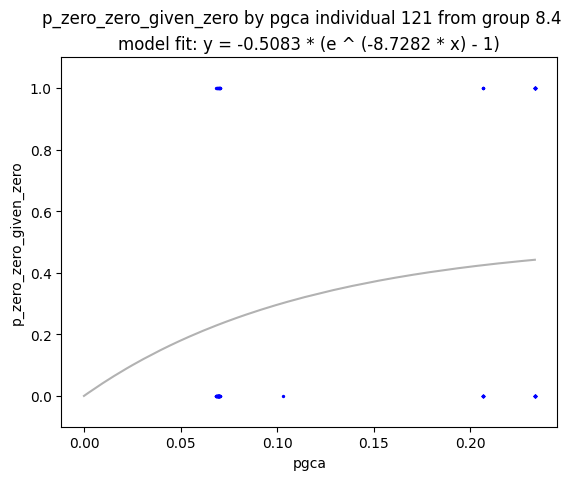 p_zero_zero_given_zero by pgca individual 121 from group 8.4
model fit: y = -0.5083 * (e ^ (-8.7282 * x) - 1)
p_zero_zero_given_zero
1.0
0.8
0.6
0.4
0.2
0.0
0.00 0.05 0.10 0.15 0.20
pgca